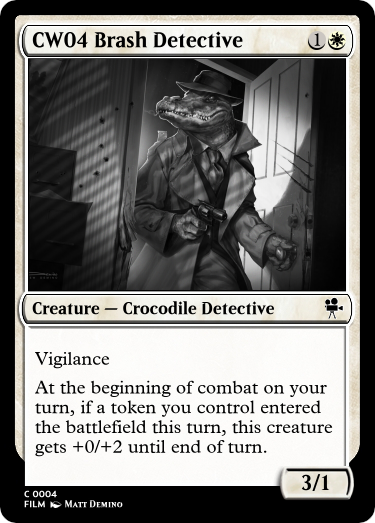 CW04 Brash Detective
1
Creature — Crocodile Detective
Vigilance
At the beginning of combat on your
turn, if a token you control entered
the battlefield this turn, this creature
gets +0/+2 until end of turn.
3/1
C 0004
FILM Matt Demino